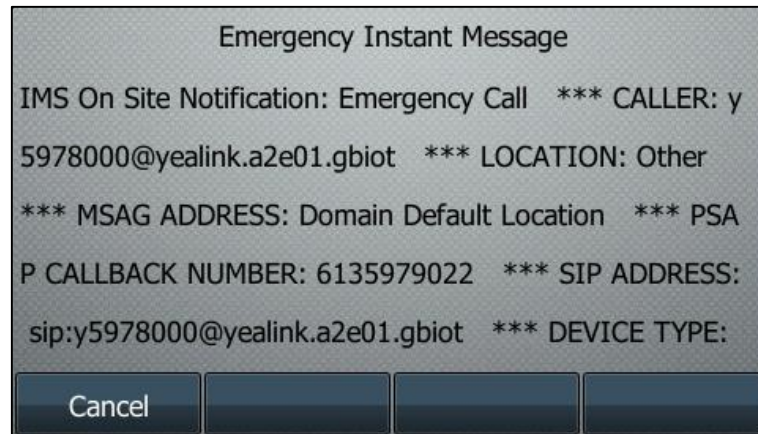 Emergency Instant Message
IMS On Site Notification: Emergency Call   *** CALLER: y
5978000@yealink.a2e01.gbiot   *** LOCATION: Other
*** MSAG ADDRESS: Domain Default Location   *** PSA
P CALLBACK NUMBER: 6135979022   *** SIP ADDRESS:
sip:y5978000@yealink.a2e01.gbiot   *** DEVICE TYPE:
Cancel